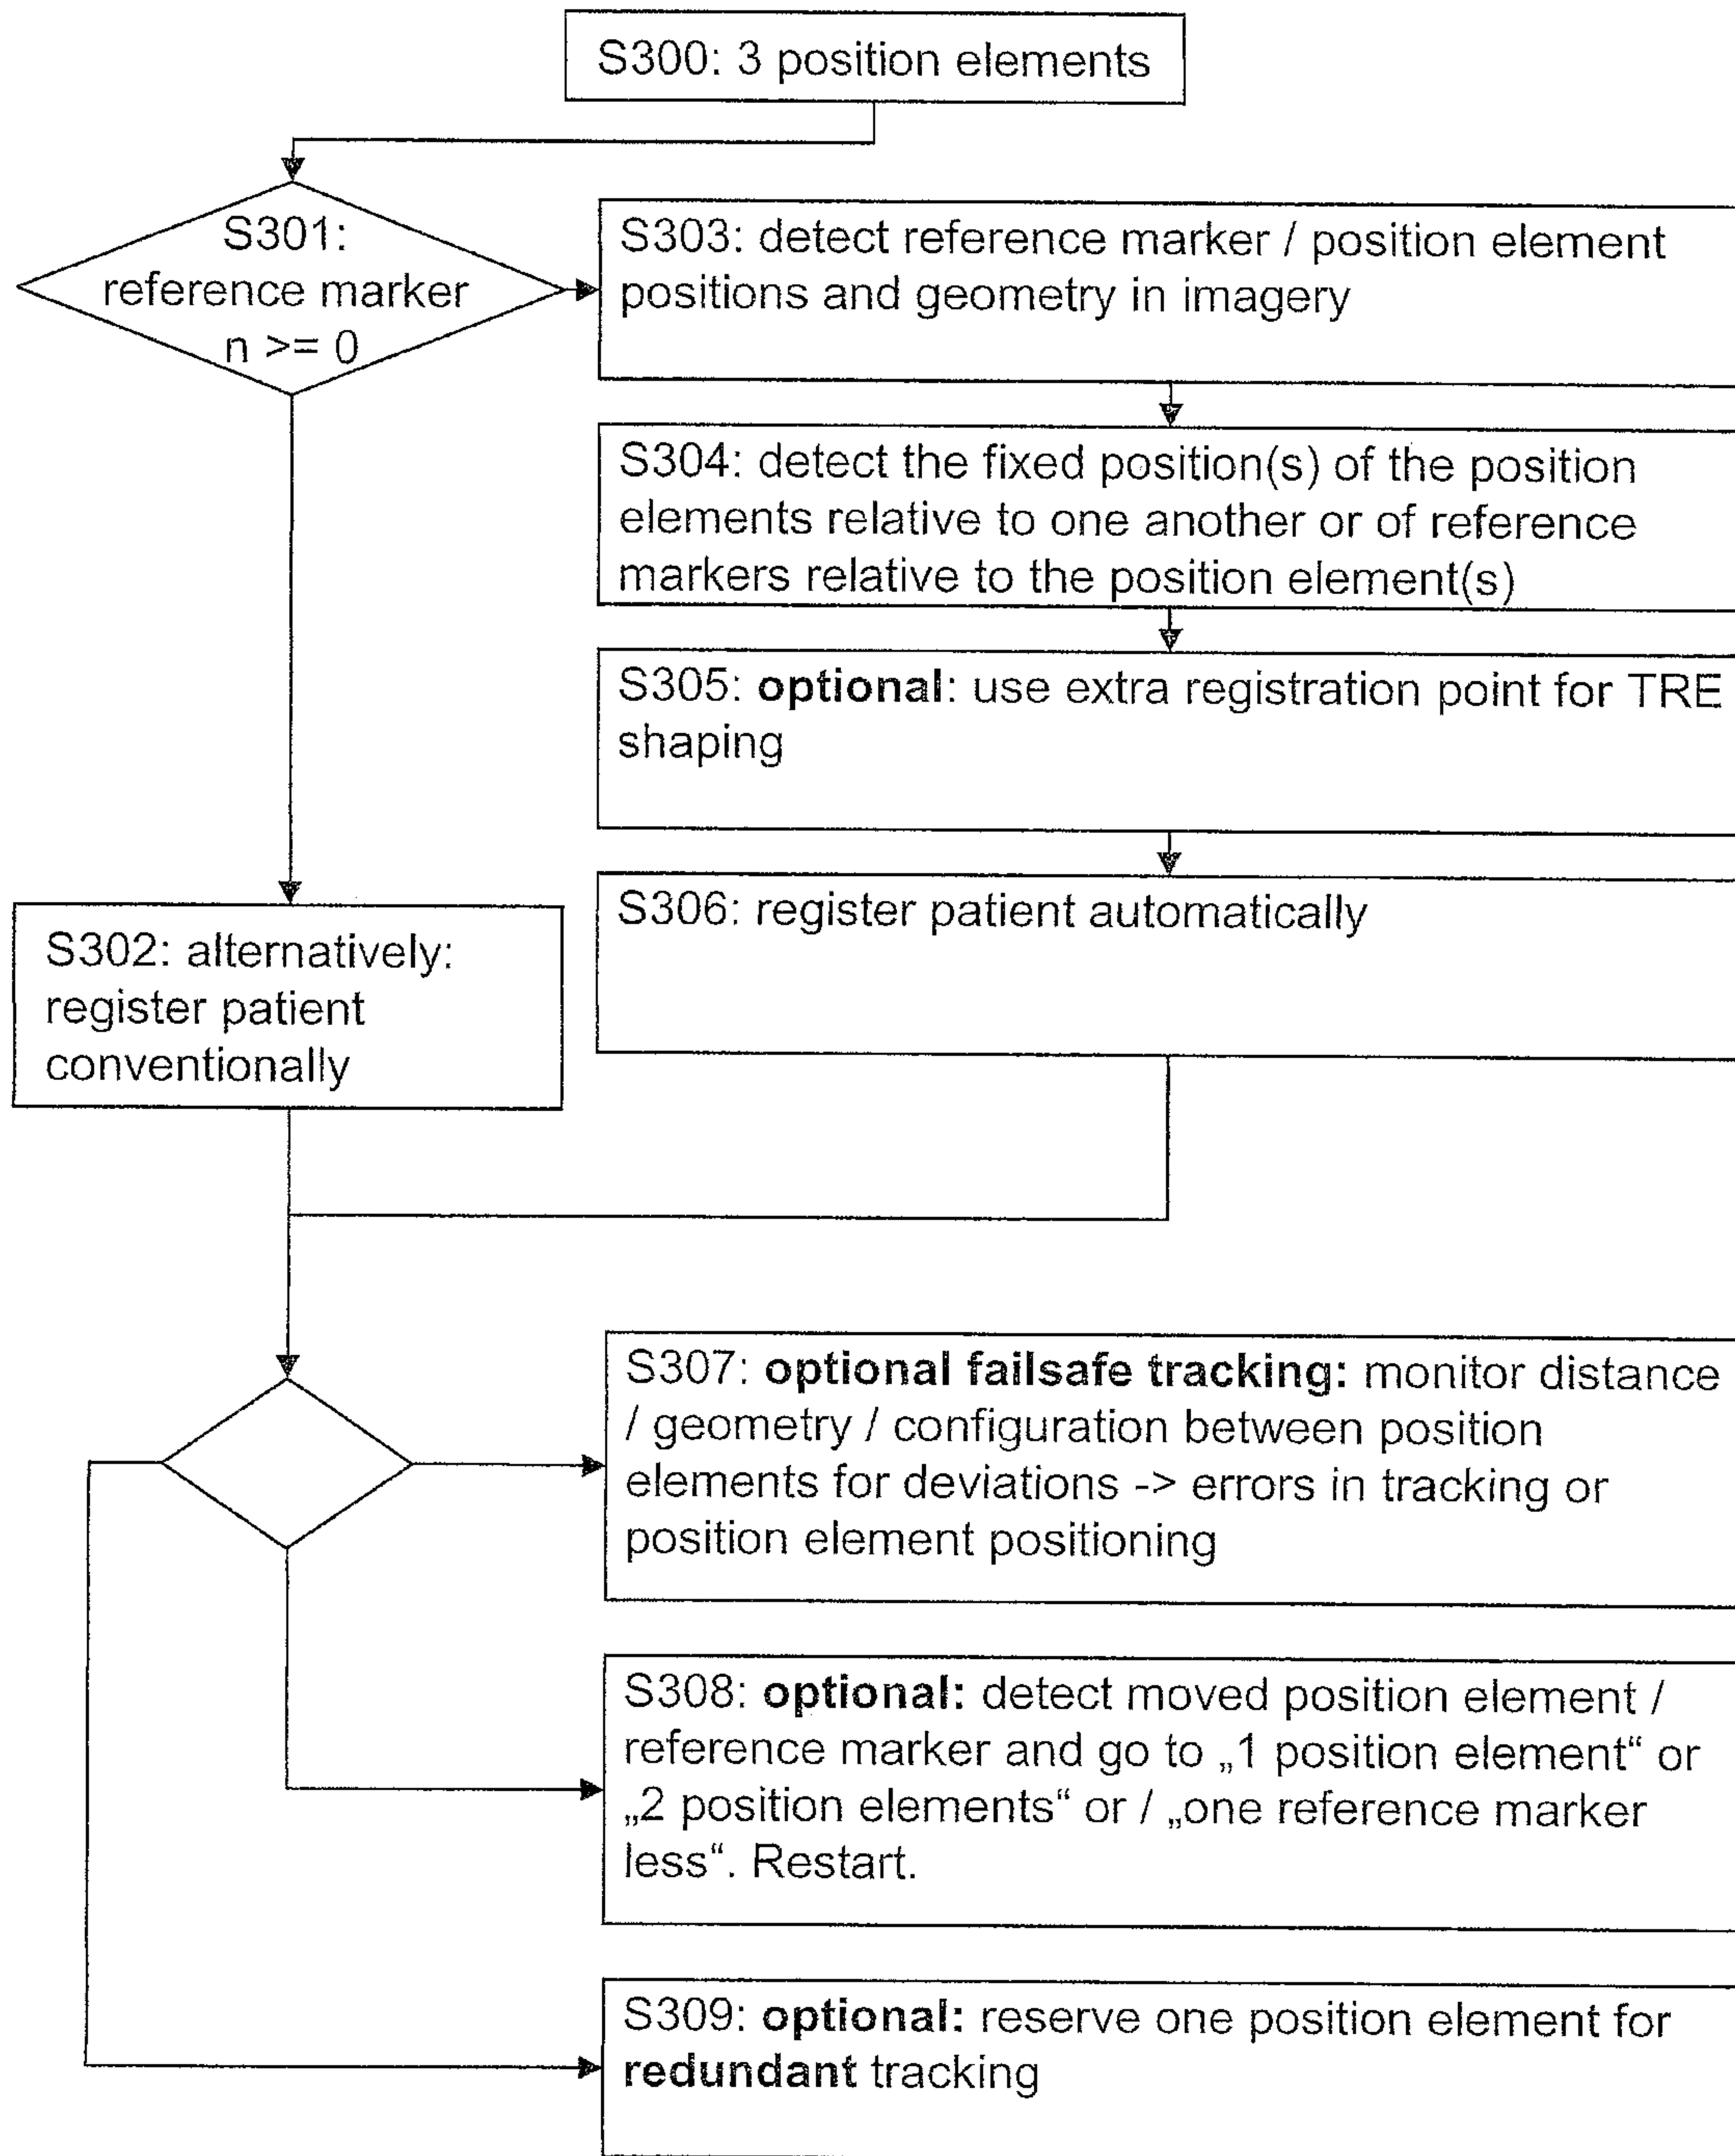 S300: 3 position elements
S301:
reference marker
n >= 0
S303: detect reference marker / position element
positions and geometry in imagery
S304: detect the fixed position(s) of the position
elements relative to one another or of reference
markers relative to the position element(s)
S305: optional: use extra registration point for TRE
shaping
S306: register patient automatically
S302: alternatively:
register patient
conventionally
S307: optional failsafe tracking: monitor distance
/ geometry / configuration between position
elements for deviations -> errors in tracking or
position element positioning
S308: optional: detect moved position element /
reference marker and go to „1 position element“ or
„2 position elements“ or / „one reference marker
less“. Restart.
S309: optional: reserve one position element for
redundant tracking